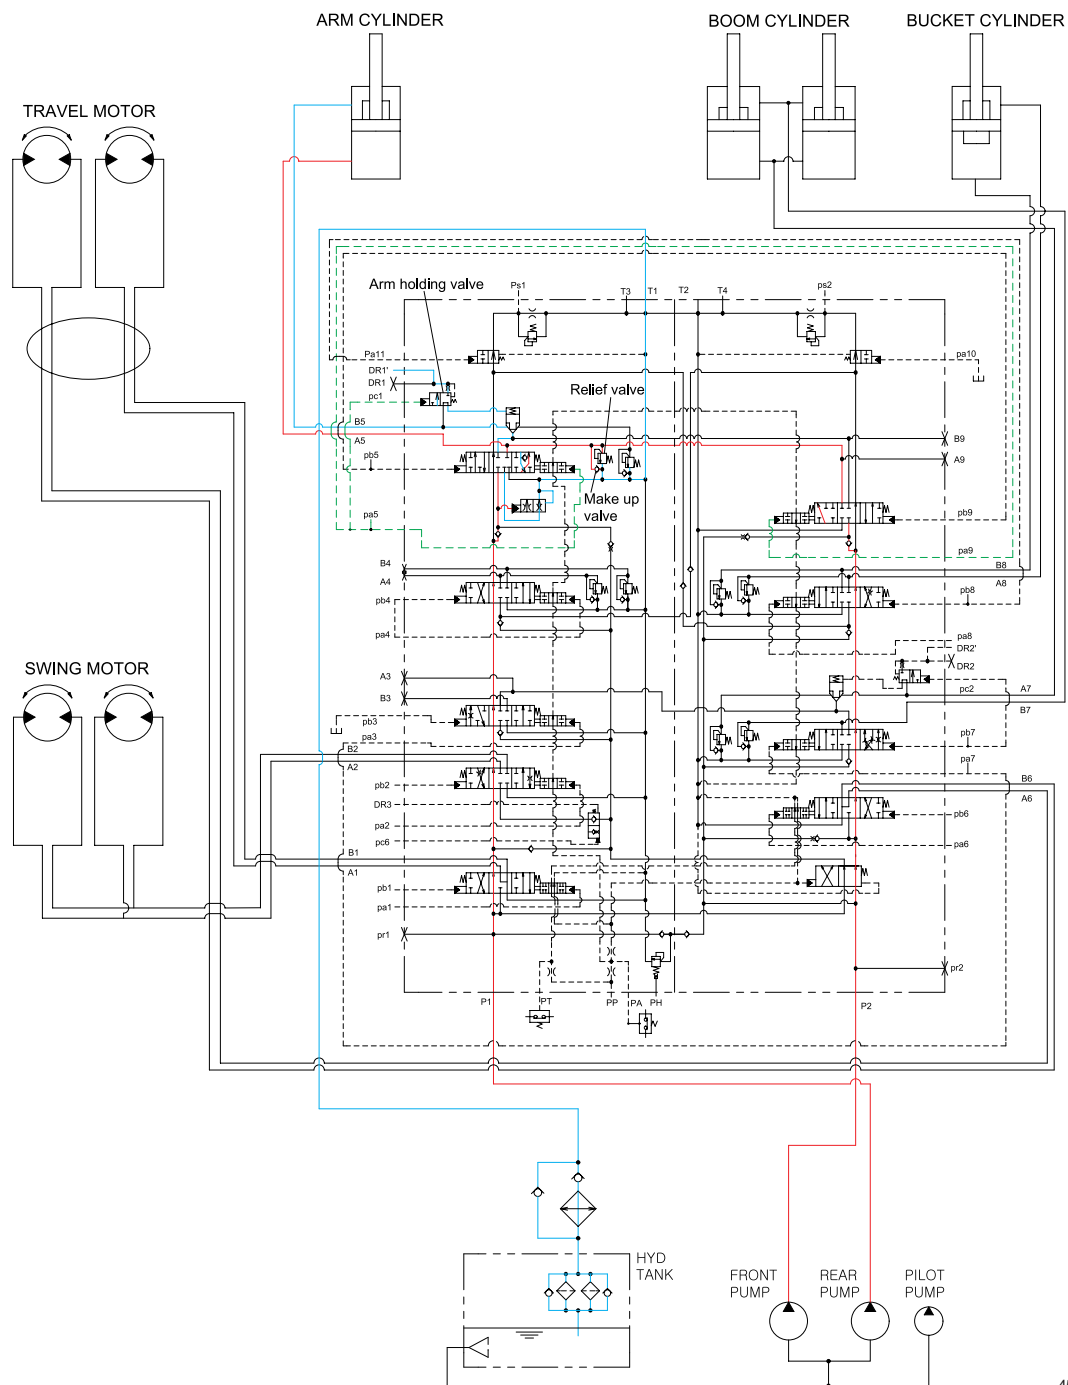 ARM CYLINDER
BOOM CYLINDER
BUCKET CYLINDER
TRAVEL MOTOR
Arm holding valve
Ps1
T3
T1
T2
T4
ps2
Pa11
pa10
DR1'
DR1
pc1
Relief valve
B5
A5
B9
A9
pb5
Make up
valve
pa5
pb9
pa9
B4
A4
B8
A8
pb4
pb8
pa4
pa8
DR2'
DR2
SWING MOTOR
A3
B3
pc2
A7
B7
pb3
pa3
pb7
pa7
B2
A2
B6
A6
pb2
DR3
pa2
pb6
pc6
pa6
B1
A1
pb1
pa1
pr1
pr2
P1
PT
PP
PA
PH
P2
HYD
TANK
FRONT
PUMP
REAR
PUMP
PILOT
PUMP